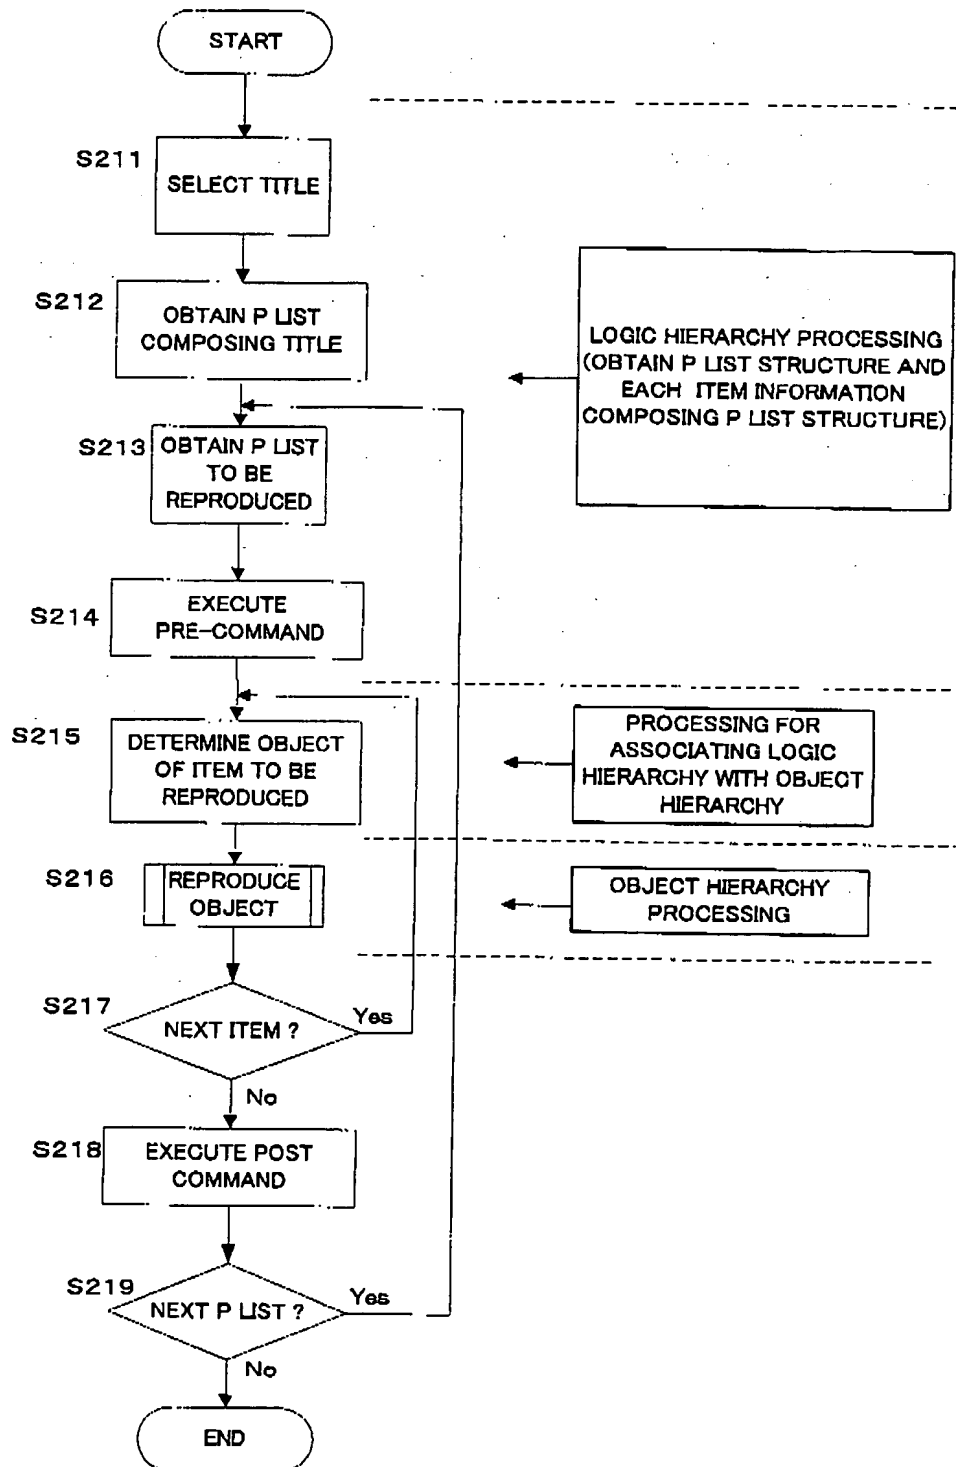 START
S211
SELECT TITLE
S212
OBTAIN P LIST
COMPOSING TITLE
LOGIC HIERARCHY PROCESSING
(OBTAIN P LIST STRUCTURE AND
EACH ITEM INFORMATION
COMPOSING P LIST STRUCTURE)
S213
OBTAIN P LIST
TO BE
REPRODUCED
S214
EXECUTE
PRE-COMMAND
S215
DETERMINE OBJECT
OF ITEM TO BE
REPRODUCED
PROCESSING FOR
ASSOCIATING LOGIC
HIERARCHY WITH OBJECT
HIERARCHY
S216
REPRODUCE
OBJECT
OBJECT HIERARCHY
PROCESSING
S217
NEXT ITEM ?
Yes
No
S218
EXECUTE POST
COMMAND
S219
NEXT P LIST ?
Yes
No
END